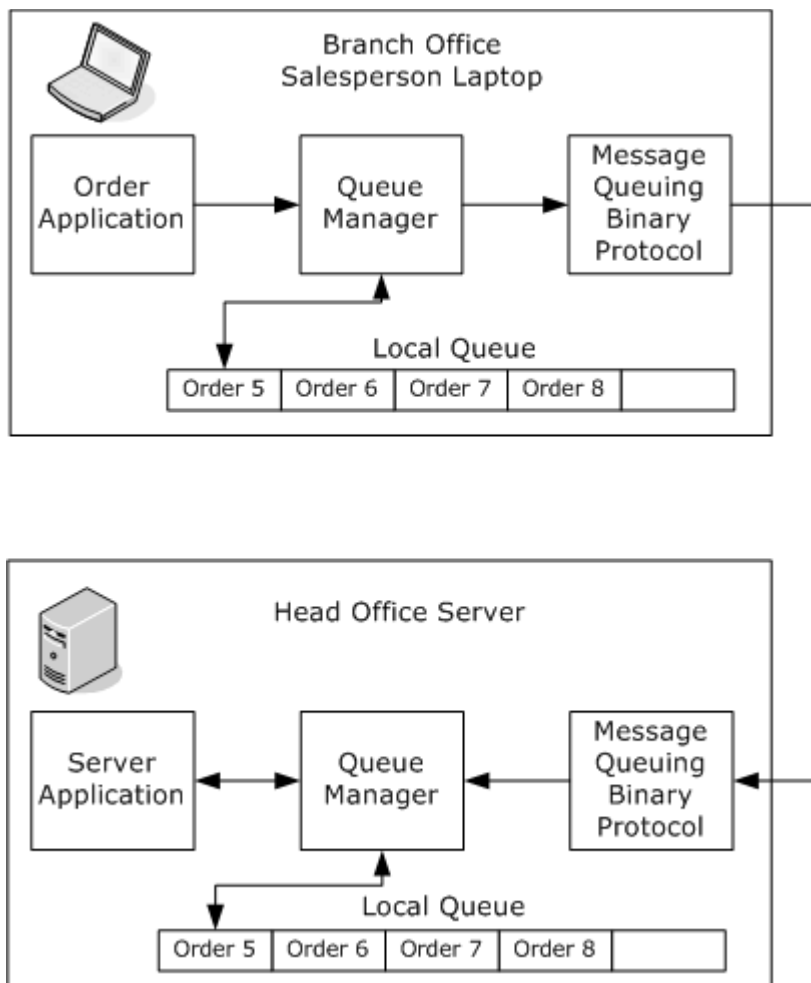 Branch Office
Salesperson Laptop
Order
Application
Queue
Manager
Message
Queuing
Binary
Protocol
Local Queue
Order 5
Order 6
Order 7
Order 8
Head Office Server
Server
Application
Queue
Manager
Message
Queuing
Binary
Protocol
Local Queue
Order 5
Order 6
Order 7
Order 8